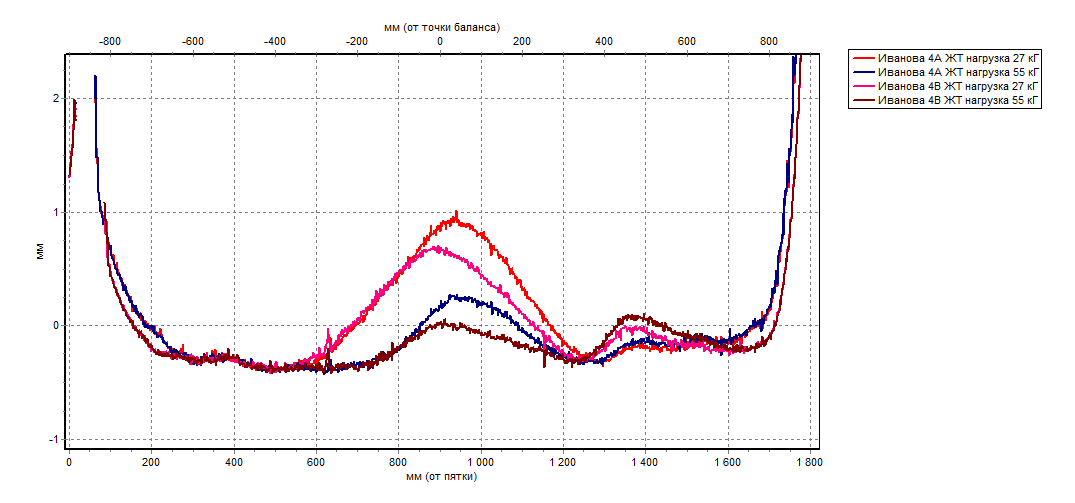 мм (от точки баланса)
-800 -600 -400 -200 0 200 400 600 800
Иванова 4А ЖТ нагрузка 27 кГ
Иванова 4А ЖТ нагрузка 55 кГ
Иванова 4В ЖТ нагрузка 27 кГ
Иванова 4В ЖТ нагрузка 55 кГ
2
1
мм
0
-1
0 200 400 600 800 1 000 1 200 1 400 1 600 1 800
мм (от пятки)